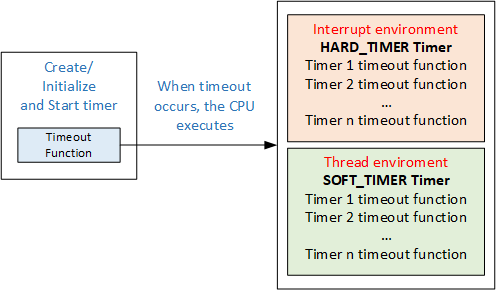 Create/
Initialize
and Start timer
Timeout
Function
When timeout
occurs, the CPU
executes
Interrupt environment
HARD_TIMER Timer
Timer 1 timeout function
Timer 2 timeout function
...
Timer n timeout function
Thread enviroment
SOFT_TIMER Timer
Timer 1 timeout function
Timer 2 timeout function
...
Timer n timeout function